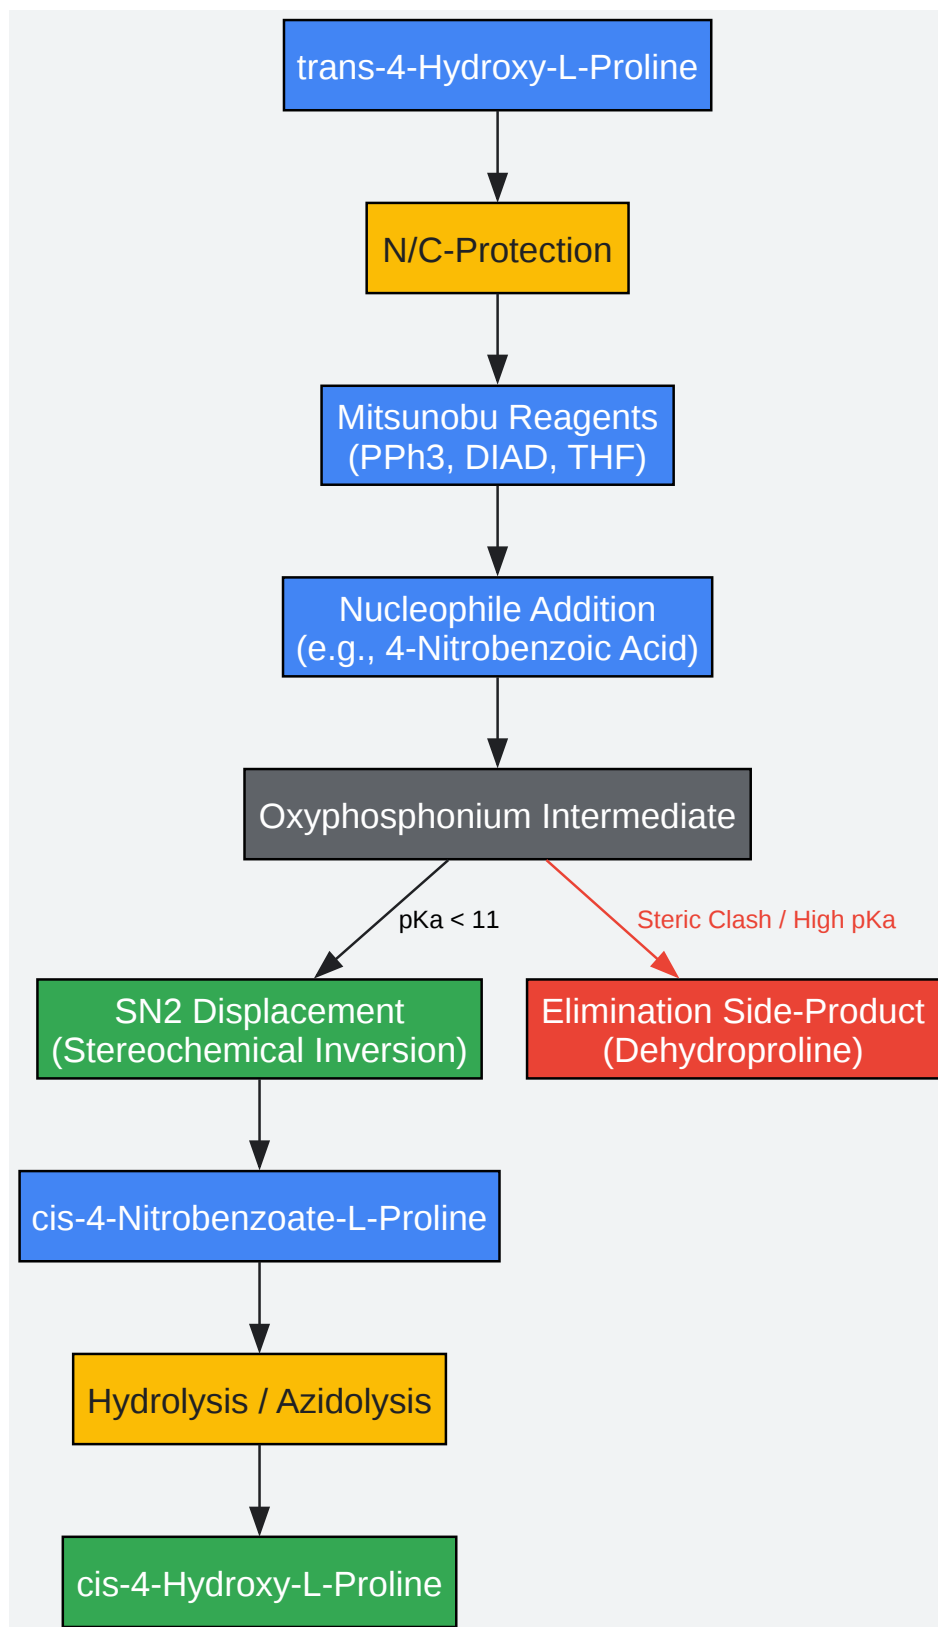 trans-4-Hydroxy-L-Proline
N/C-Protection
Mitsunobu Reagents
(PPh3, DIAD, THF)
Nucleophile Addition
(e.g., 4-Nitrobenzoic Acid)
Oxyphosphonium Intermediate
pKa < 11
Steric Clash / High pKa
SN2 Displacement
(Stereochemical Inversion)
Elimination Side-Product
(Dehydroproline)
cis-4-Nitrobenzoate-L-Proline
Hydrolysis / Azidolysis
cis-4-Hydroxy-L-Proline